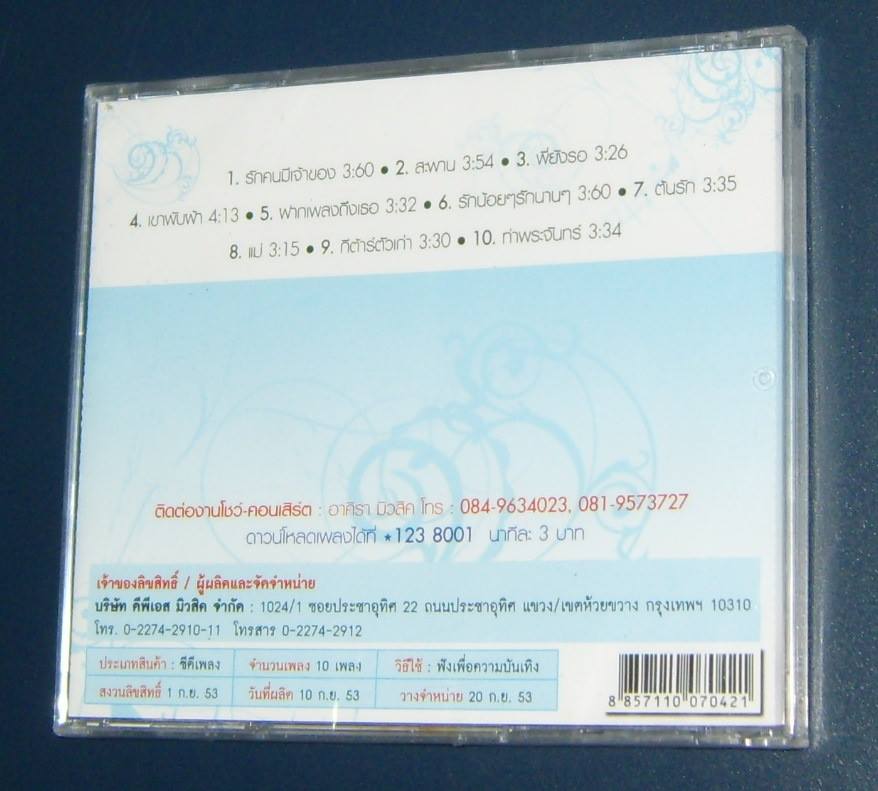 1. รักคนมีเจ้าของ 3:60 ● 2. สะพาน 3:54 ● 3. พี่ยังรอ 3:26
4. เขาพับผ้า 4:13 ● 5. ฝากเพลงถึงเธอ 3:32 ● 6. รักน้อยๆรักนานๆ 3:60 ● 7. ต้นรัก 3:35
8. แม่ 3:15 ● 9. กีต้าร์ตัวเก่า 3:30 ● 10. ท่าพระจันทร์ 3:34
ติดต่องานโชว์-คอนเสิร์ต : อาศิรา มิวสิค โทร : 084-9634023, 081-9573727
ดาวน์โหลดเพลงได้ที่ *123 8001 นาทีละ 3 บาท
เจ้าของลิขสิทธิ์ / ผู้ผลิตและจัดจำหน่าย
บริษัท ดีพีเอส มิวสิค จำกัด : 1024/1 ซอยประชาอุทิศ 22 ถนนประชาอุทิศ แขวง/เขตห้วยขวาง กรุงเทพฯ 10310
โทร. 0-2274-2910-11 โทรสาร 0-2274-2912
ประเภทสินค้า : ซีดีเพลง จำนวนเพลง 10 เพลง วิธีใช้ : ฟังเพื่อความบันเทิง
สงวนลิขสิทธิ์ 1 ก.ย. 53 วันที่ผลิต 10 ก.ย. 53 วางจำหน่าย 20 ก.ย. 53
8 857110 070421